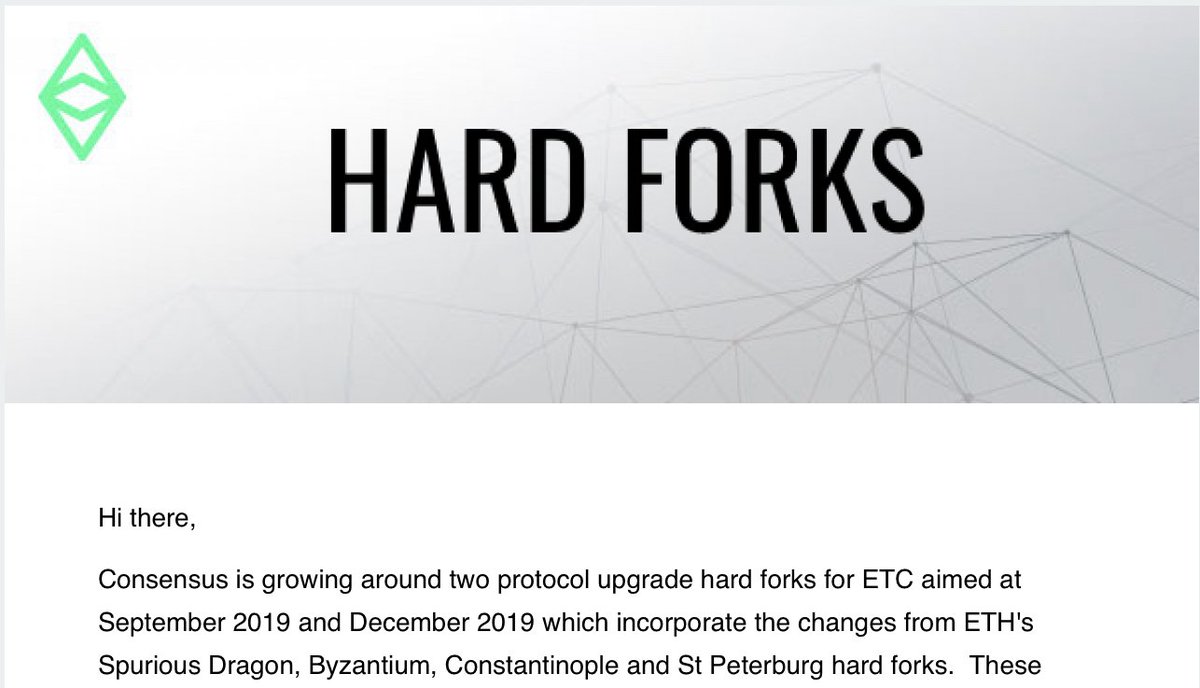 HARD FORKS
Hi there,
Consensus is growing around two protocol upgrade hard forks for ETC aimed at
September 2019 and December 2019 which incorporate the changes from ETH's
Spurious Dragon, Byzantium, Constantinople and St Peterburg hard forks.  These